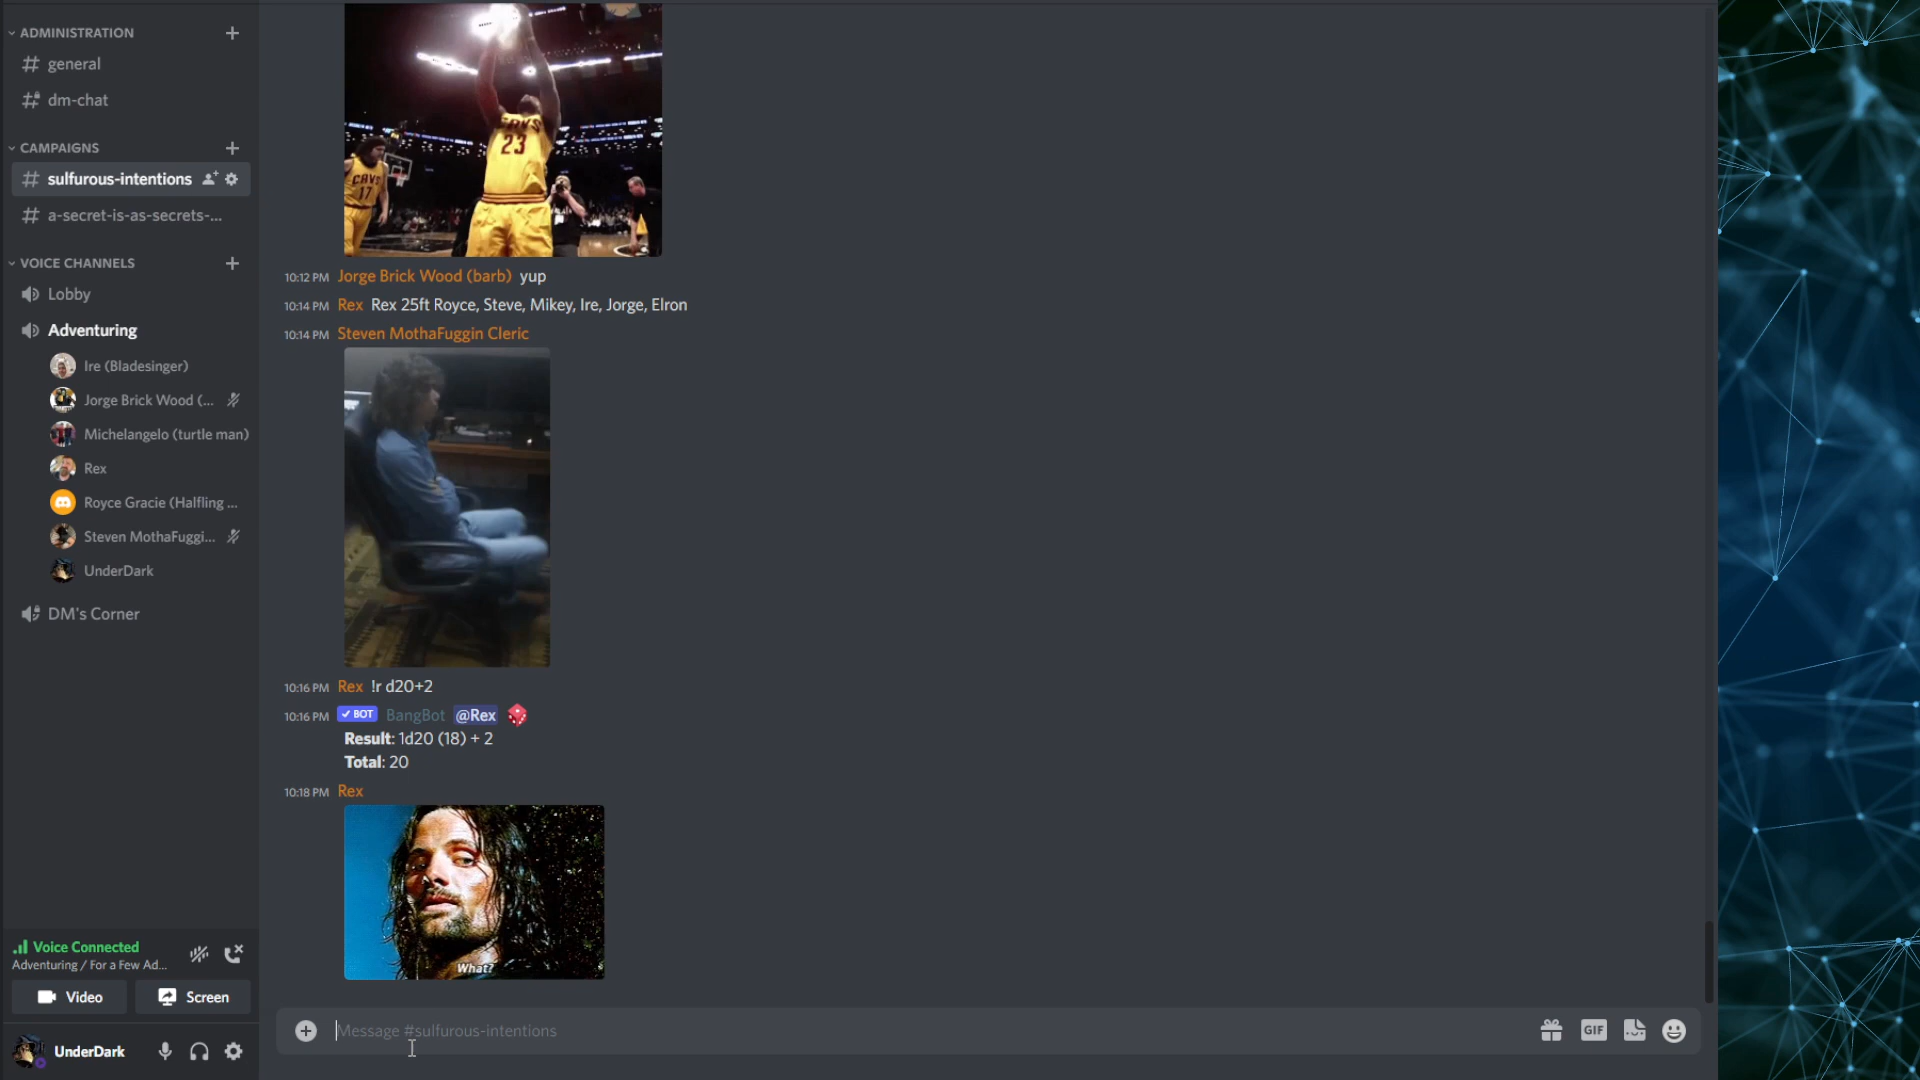 ADMINISTRATION
general
dm-chat
CAMPAIGNS
sulfurous-intentions
a-secret-is-as-secrets-...
VOICE CHANNELS
Lobby
Adventuring
Ire (Bladesinger)
Jorge Brick Wood (...
Michelangelo (turtle man)
Rex
Royce Gracie (Halfling ...
Steven MothaFuggi...
UnderDark
DM's Corner
Voice Connected
Adventuring / For a Few Ad...
Video
Screen
UnderDark
CAVS
23
CAVS
17
10:12 PM Jorge Brick Wood (barb) yup
10:14 PM Rex Rex 25ft Royce, Steve, Mikey, Ire, Jorge, Elron
10:14 PM Steven MothaFuggin Cleric
10:16 PM Rex !r d20+2
10:16 PM BOT BangBot @Rex
Result: 1d20 (18) + 2
Total: 20
10:18 PM Rex
What?
Message #sulfurous-intentions
GIF